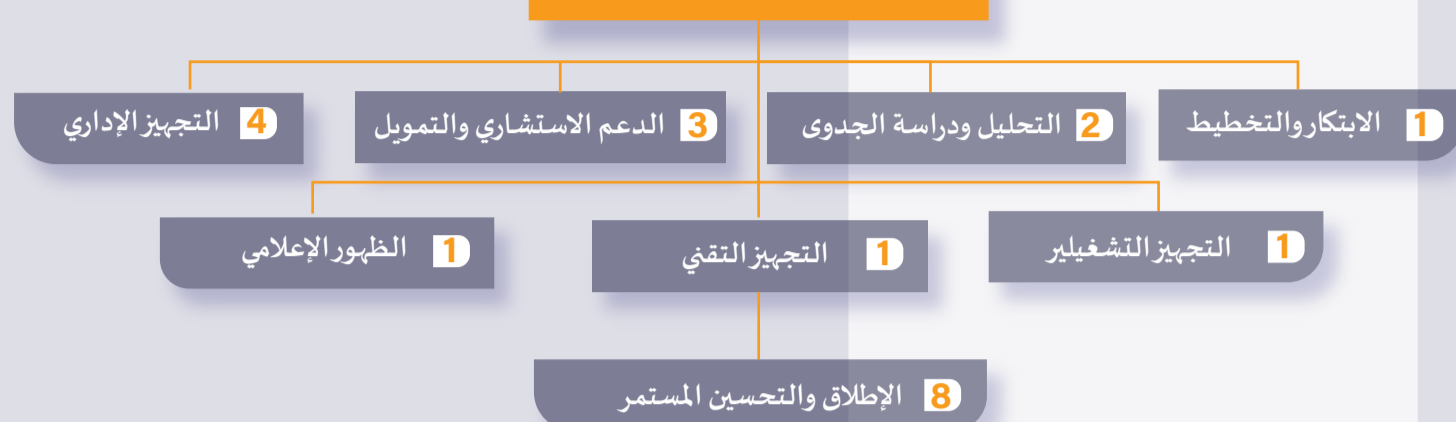 1 الابتكار والتخطيط
2 التحليل ودراسة الجدوى
3 الدعم الاستشاري والتمويل
4 التجهيز الإداري
1 التجهيز التشغيلير
1 التجهيز التقني
1 الظهور الإعلامي
8 الإطلاق والتحسين المستمر